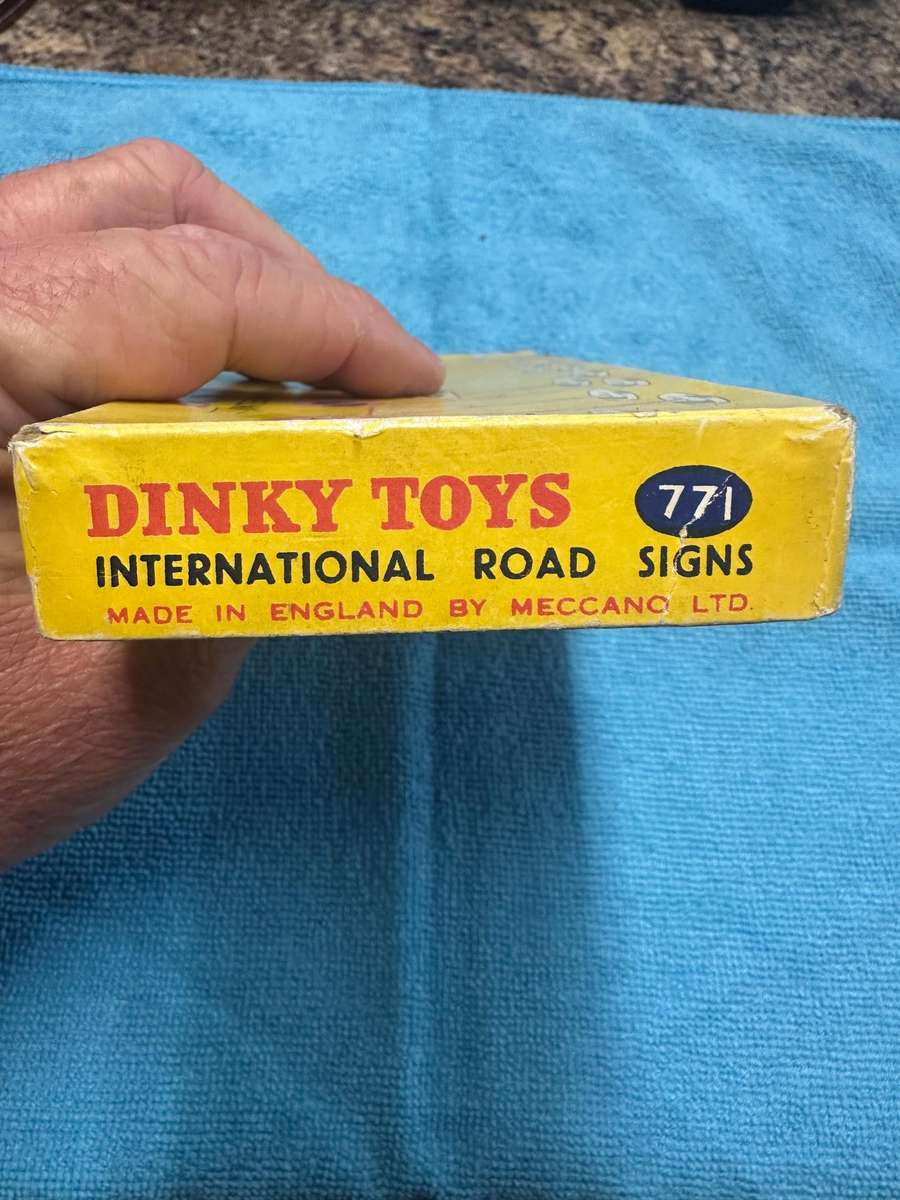 DINKY TOYS 771
INTERNATIONAL ROAD SIGNS
MADE IN ENGLAND BY MECCANO LTD.